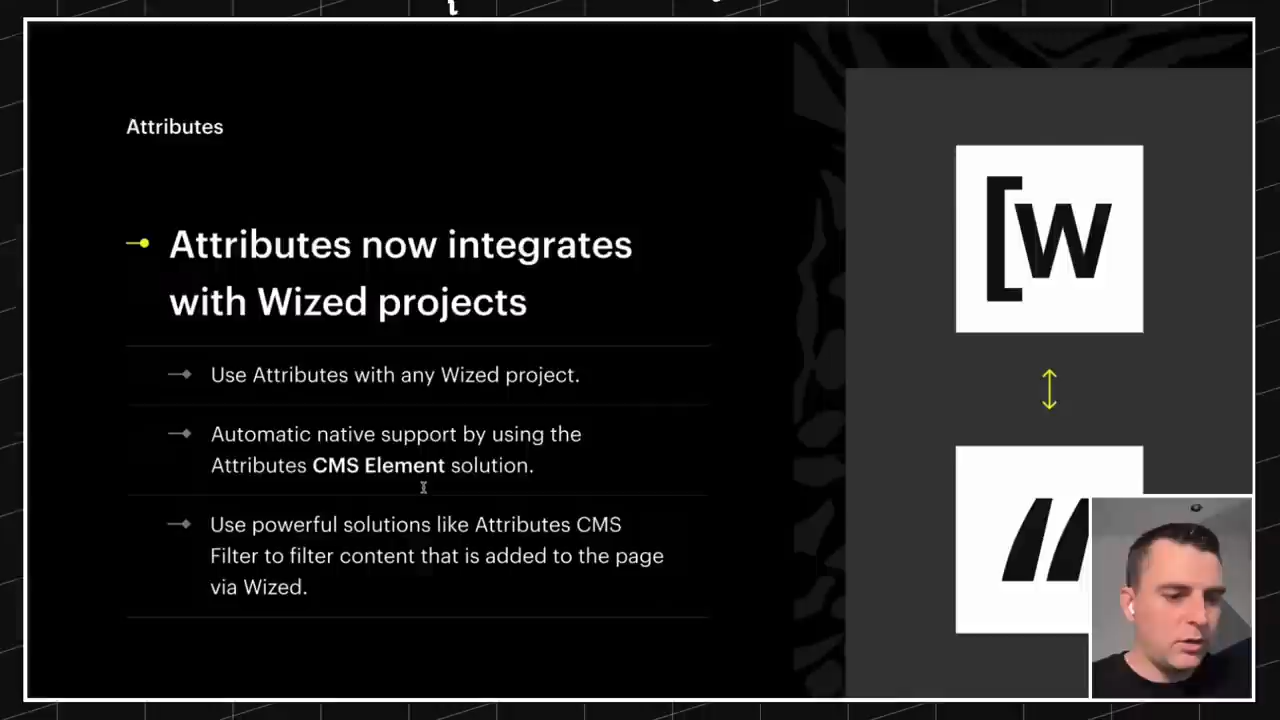 Attributes
Attributes now integrates
with Wized projects
Use Attributes with any Wized project.
Automatic native support by using the
Attributes CMS Element solution.
Use powerful solutions like Attributes CMS
Filter to filter content that is added to the page
via Wized.
[W